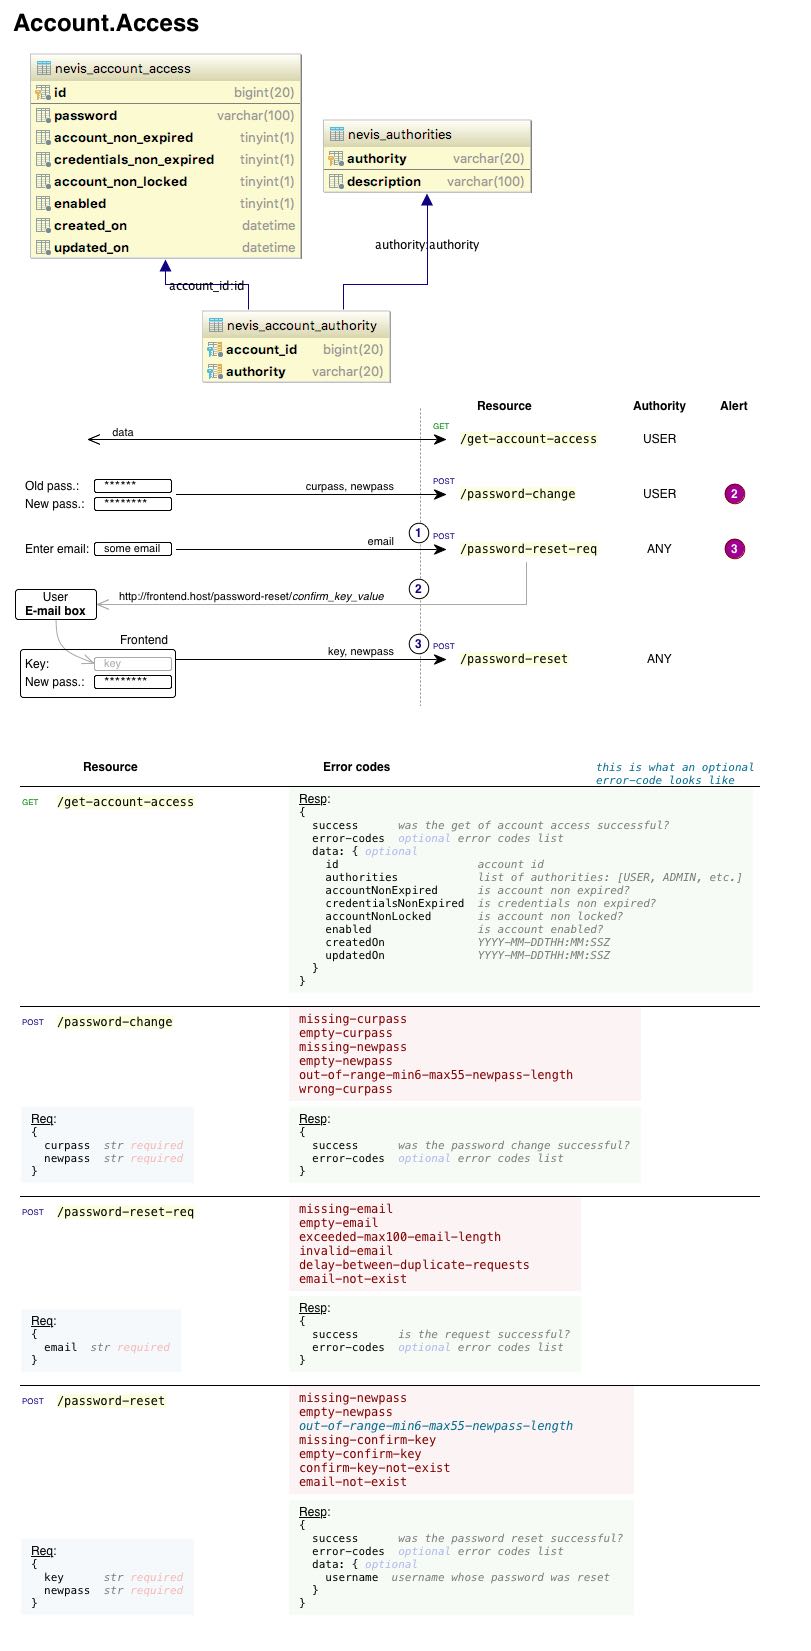 Account.Access
nevis_account_access
id bigint(20)
password varchar(100)
account_non_expired tinyint(1)
credentials_non_expired tinyint(1)
account_non_locked tinyint(1)
enabled tinyint(1)
created_on datetime
updated_on datetime
nevis_authorities
authority varchar(20)
description varchar(100)
authority:authority
account_id:id
nevis_account_authority
account_id bigint(20)
authority varchar(20)
Resource Authority Alert
data GET /get-account-access USER
Old pass.: ******
New pass.: ********
curpass, newpass POST /password-change USER 2
Enter email: some email email 1 POST /password-reset-req ANY 3
User
E-mail box
http://frontend.host/password-reset/confirm_key_value 2
Frontend
Key: key
New pass.: ********
key, newpass 3 POST /password-reset ANY
Resource Error codes this is what an optional
error-code looks like
GET /get-account-access
Resp:
{
success was the get of account access successful?
error-codes optional error codes list
data: { optional
id account id
authorities list of authorities: [USER, ADMIN, etc.]
accountNonExpired is account non expired?
credentialsNonExpired is credentials non expired?
accountNonLocked is account non locked?
enabled is account enabled?
createdOn YYYY-MM-DDTHH:MM:SSZ
updatedOn YYYY-MM-DDTHH:MM:SSZ
}
}
POST /password-change
missing-curpass
empty-curpass
missing-newpass
empty-newpass
out-of-range-min6-max55-newpass-length
wrong-curpass
Req:
{
curpass str required
newpass str required
}
Resp:
{
success was the password change successful?
error-codes optional error codes list
}
POST /password-reset-req
missing-email
empty-email
exceeded-max100-email-length
invalid-email
delay-between-duplicate-requests
email-not-exist
Req:
{
email str required
}
Resp:
{
success is the request successful?
error-codes optional error codes list
}
POST /password-reset
missing-newpass
empty-newpass
out-of-range-min6-max55-newpass-length
missing-confirm-key
empty-confirm-key
confirm-key-not-exist
email-not-exist
Req:
{
key str required
newpass str required
}
Resp:
{
success was the password reset successful?
error-codes optional error codes list
data: { optional
username username whose password was reset
}
}